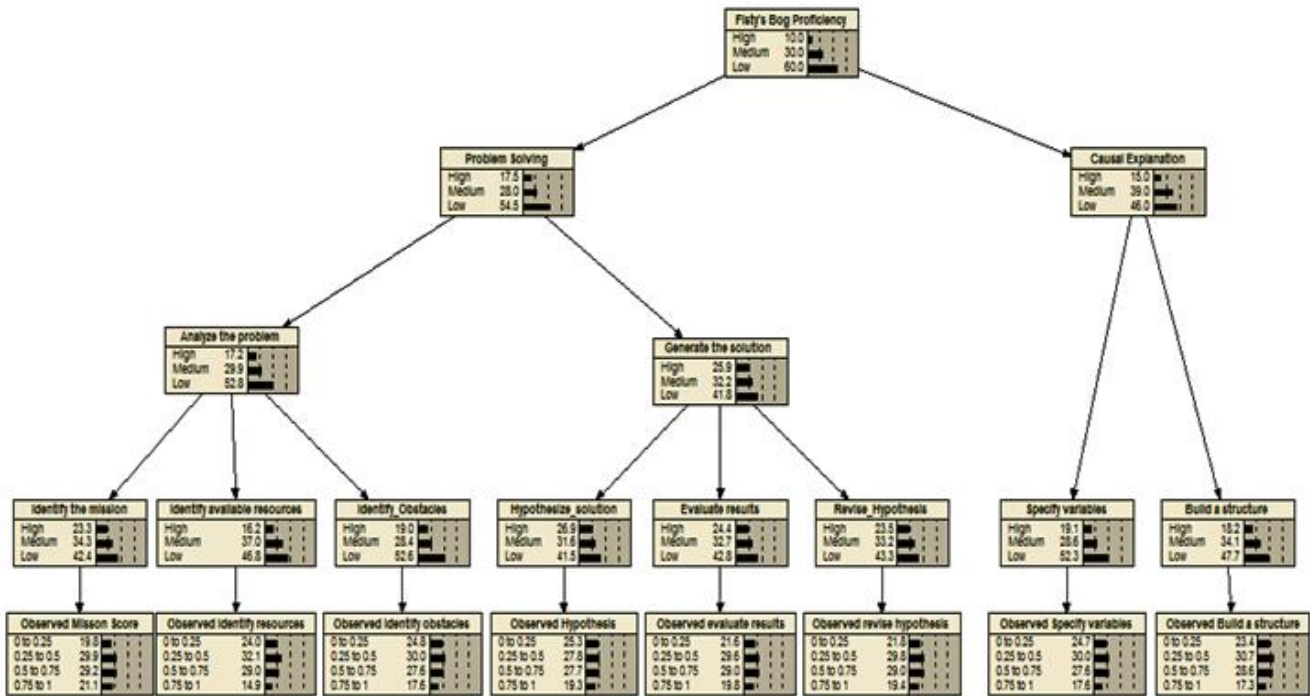 Fisty's Bog Proficiency
High 10.0
Medium 30.0
Low 60.0
Problem Solving
High 17.5
Medium 28.0
Low 54.5
Causal Explanation
High 15.0
Medium 39.0
Low 46.0
Analyze the problem
High 17.2
Medium 29.9
Low 52.8
Generate the solution
High 25.9
Medium 32.2
Low 41.8
Identify the mission
High 23.3
Medium 34.3
Low 42.4
Identify available resources
High 16.2
Medium 37.0
Low 46.8
Identify_Obstacles
High 19.0
Medium 28.4
Low 52.6
Hypothesize_solution
High 26.9
Medium 31.6
Low 41.5
Evaluate results
High 24.4
Medium 32.7
Low 42.8
Revise_Hypothesis
High 23.5
Medium 33.2
Low 43.3
Specify variables
High 19.1
Medium 28.6
Low 52.3
Build a structure
High 18.2
Medium 34.1
Low 47.7
Observed Misson Score
0 to 0.25 19.8
0.25 to 0.5 29.9
0.5 to 0.75 29.2
0.75 to 1 21.1
Observed Identify resources
0 to 0.25 24.0
0.25 to 0.5 32.1
0.5 to 0.75 29.0
0.75 to 1 14.9
Observed Identify obstacles
0 to 0.25 24.8
0.25 to 0.5 30.0
0.5 to 0.75 27.6
0.75 to 1 17.6
Observed Hypothesis
0 to 0.25 25.3
0.25 to 0.5 27.8
0.5 to 0.75 27.7
0.75 to 1 19.3
Observed evaluate results
0 to 0.25 21.6
0.25 to 0.5 29.6
0.5 to 0.75 29.0
0.75 to 1 19.8
Observed revise hypothesis
0 to 0.25 21.8
0.25 to 0.5 29.8
0.5 to 0.75 29.0
0.75 to 1 19.4
Observed Specify variables
0 to 0.25 24.7
0.25 to 0.5 30.0
0.5 to 0.75 27.6
0.75 to 1 17.6
Observed Build a structure
0 to 0.25 23.4
0.25 to 0.5 30.7
0.5 to 0.75 28.6
0.75 to 1 17.3